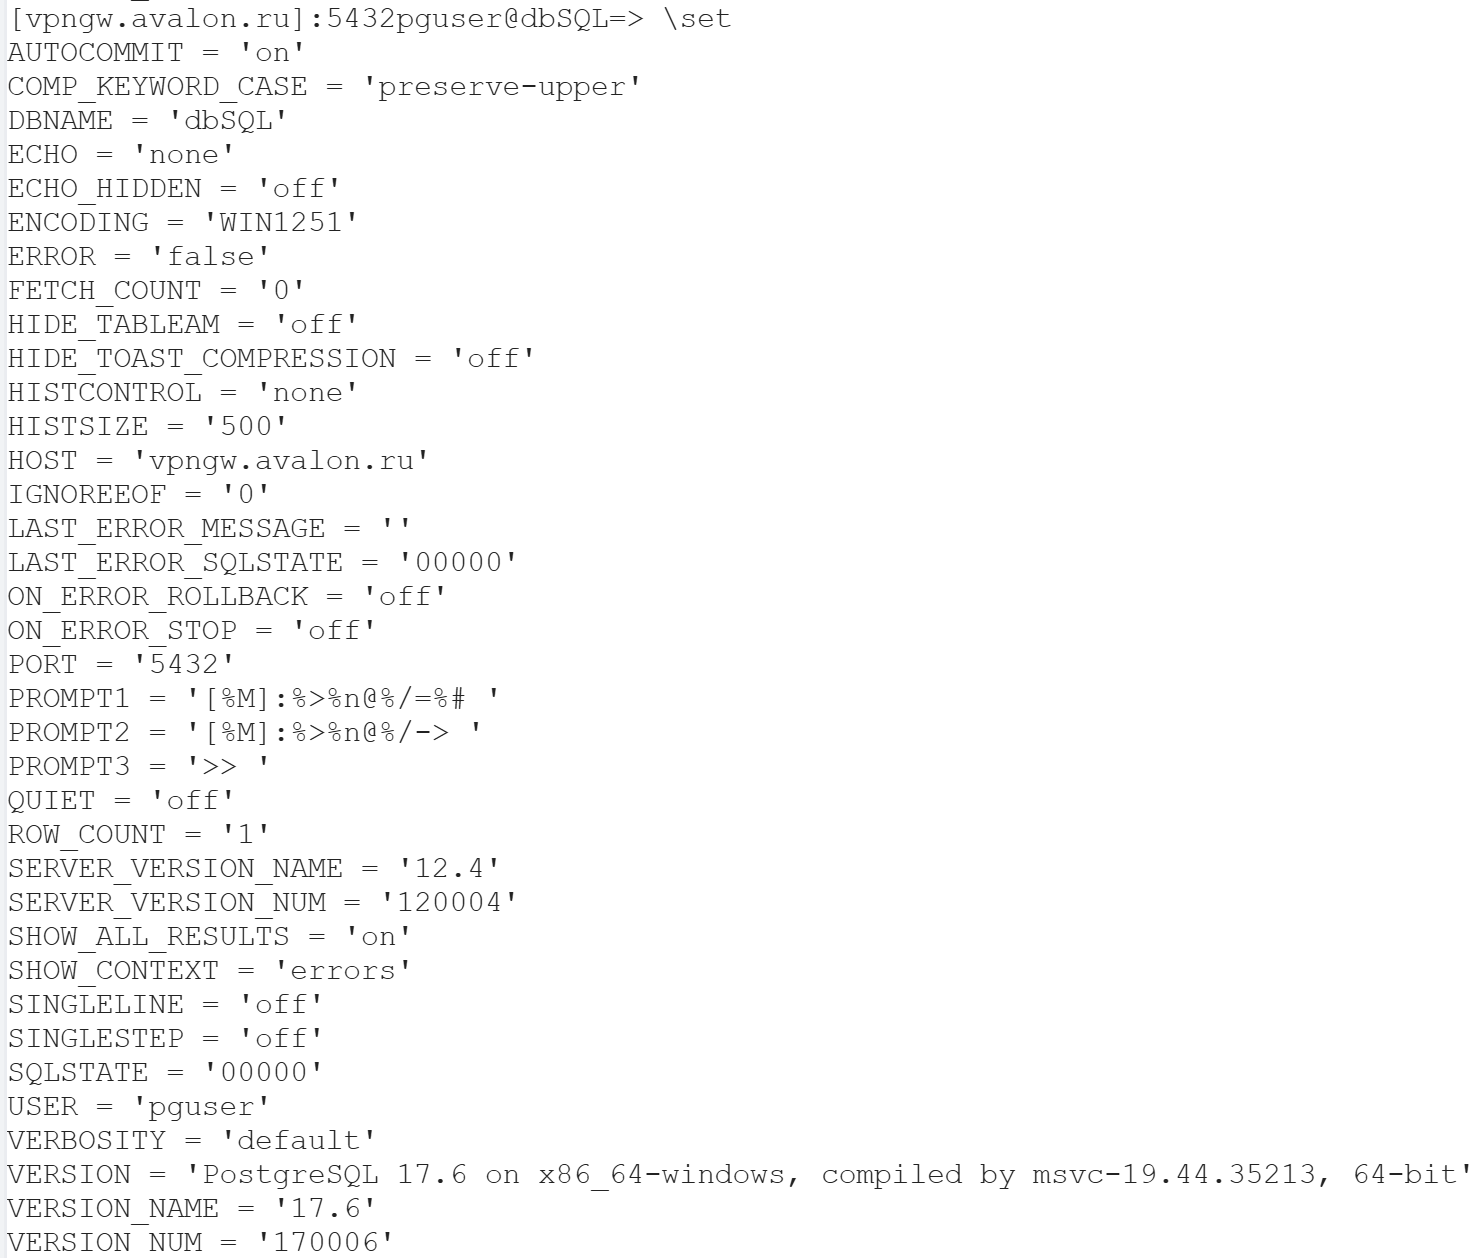 [vpngw.avalon.ru]:5432pguser@dbSQL=> \set
AUTOCOMMIT = 'on'
COMP_KEYWORD_CASE = 'preserve-upper'
DBNAME = 'dbSQL'
ECHO = 'none'
ECHO_HIDDEN = 'off'
ENCODING = 'WIN1251'
ERROR = 'false'
FETCH_COUNT = '0'
HIDE_TABLEAM = 'off'
HIDE_TOAST_COMPRESSION = 'off'
HISTCONTROL = 'none'
HISTSIZE = '500'
HOST = 'vpngw.avalon.ru'
IGNOREEOF = '0'
LAST_ERROR_MESSAGE = ''
LAST_ERROR_SQLSTATE = '00000'
ON_ERROR_ROLLBACK = 'off'
ON_ERROR_STOP = 'off'
PORT = '5432'
PROMPT1 = '[%M]:%>%n@%/=%# '
PROMPT2 = '[%M]:%>%n@%/-> '
PROMPT3 = '>> '
QUIET = 'off'
ROW_COUNT = '1'
SERVER_VERSION_NAME = '12.4'
SERVER_VERSION_NUM = '120004'
SHOW_ALL_RESULTS = 'on'
SHOW_CONTEXT = 'errors'
SINGLELINE = 'off'
SINGLESTEP = 'off'
SQLSTATE = '00000'
USER = 'pguser'
VERBOSITY = 'default'
VERSION = 'PostgreSQL 17.6 on x86_64-windows, compiled by msvc-19.44.35213, 64-bit'
VERSION_NAME = '17.6'
VERSION_NUM = '170006'